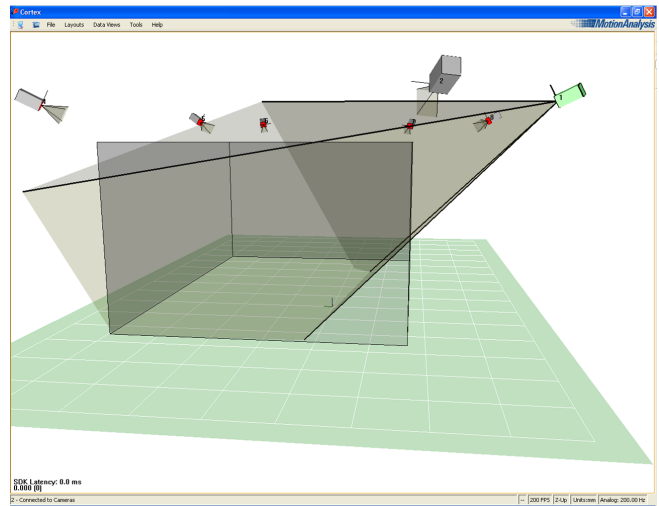 Cortex
File Layouts Data Views Tools Help
MotionAnalysis
2
1
SDK Latency: 0.0 ms
0.000 [0]
2 - Connected to Cameras
-- 200 FPS Z-Up Units:mm Analog: 200.00 Hz